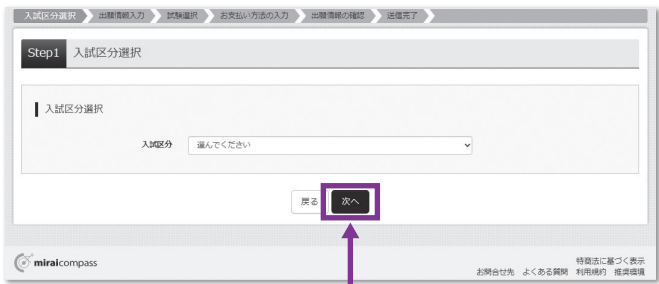 入試区分選択 出願情報入力 試験選択 お支払い方法の入力 出願情報の確認 送信完了
Step1 入試区分選択
入試区分選択
入試区分 選んでください
戻る 次へ
miraicompass
特商法に基づく表示
お問合せ先 よくある質問 利用規約 推奨環境